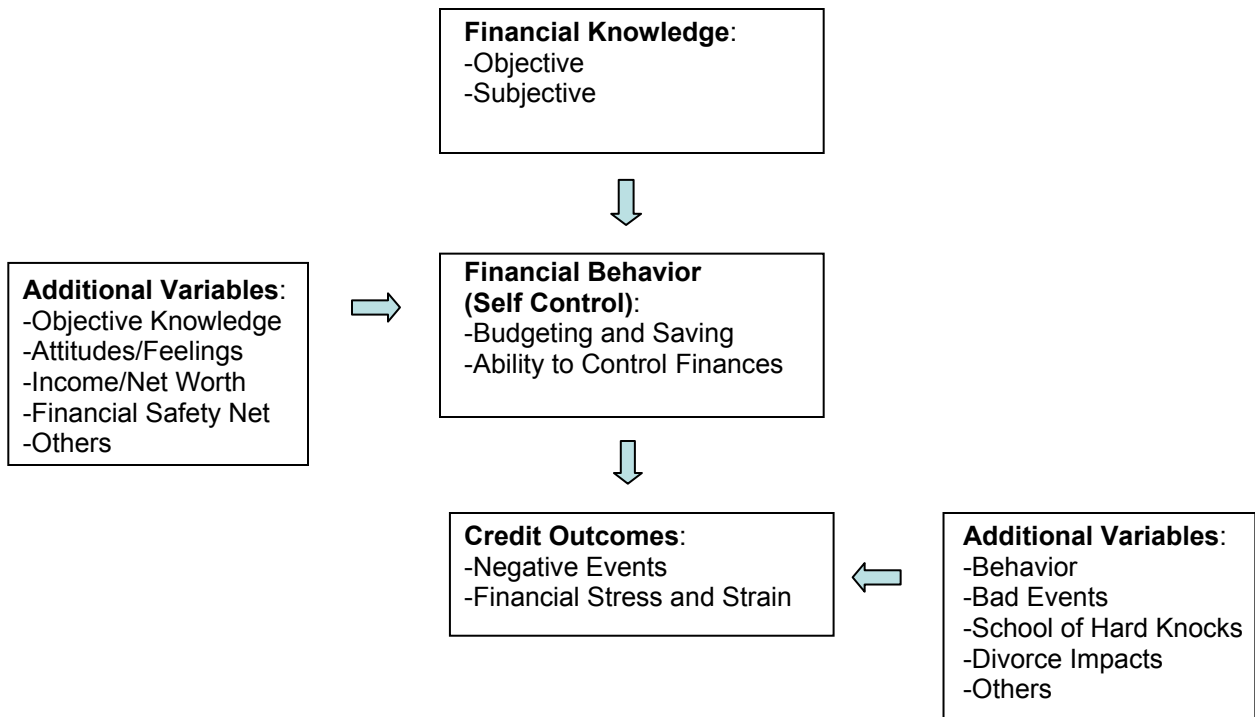 Financial Knowledge:
-Objective
-Subjective
Additional Variables:
-Objective Knowledge
-Attitudes/Feelings
-Income/Net Worth
-Financial Safety Net
-Others
Financial Behavior
(Self Control):
-Budgeting and Saving
-Ability to Control Finances
Credit Outcomes:
-Negative Events
-Financial Stress and Strain
Additional Variables:
-Behavior
-Bad Events
-School of Hard Knocks
-Divorce Impacts
-Others